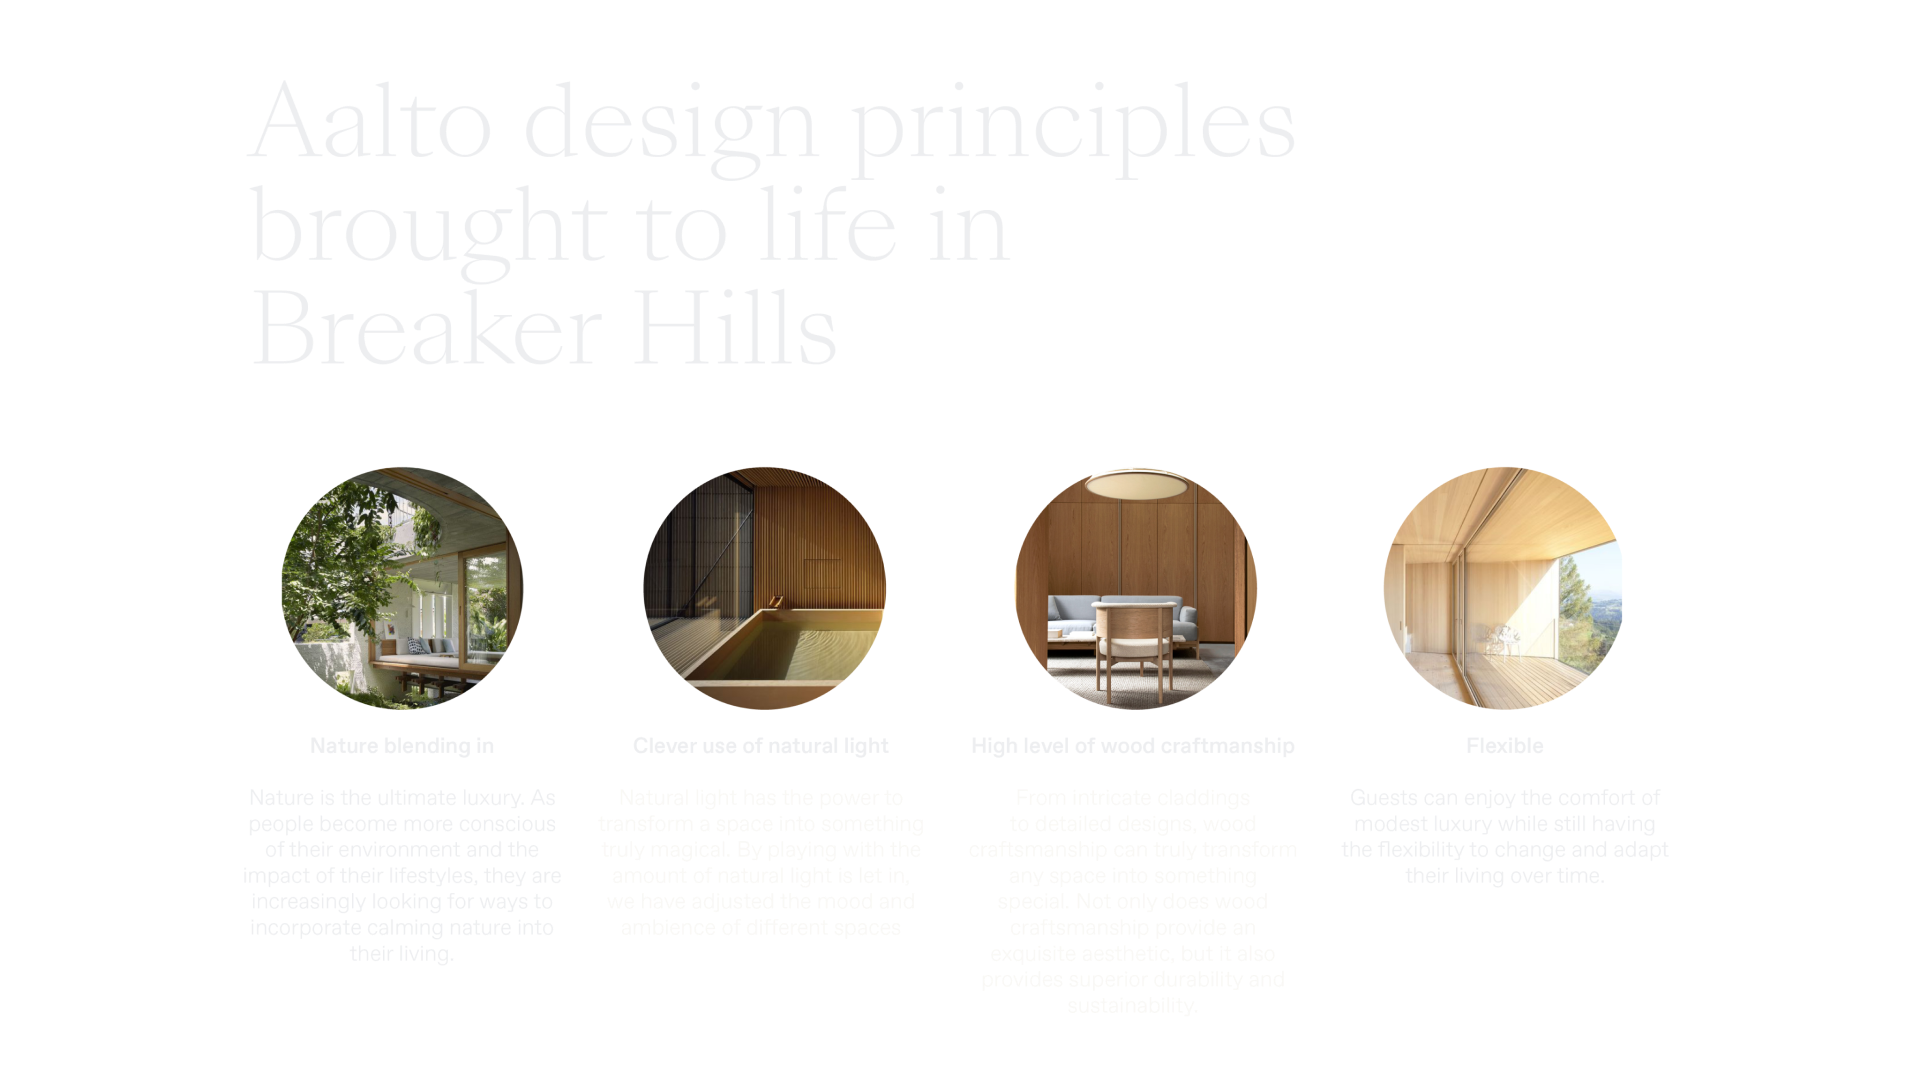 Aalto design principles
brought to life in
Breaker Hills
Nature blending in
Nature is the ultimate luxury. As
people become more conscious
of their environment and the
impact of their lifestyles, they are
increasingly looking for ways to
incorporate calming nature into
their living.
Clever use of natural light
Natural light has the power to
transform a space into something
truly magical. By playing with the
amount of natural light is let in,
we have adjusted the mood and
ambience of different spaces
High level of wood craftmanship
From intricate claddings
to detailed designs, wood
craftsmanship can truly transform
any space into something
special. Not only does wood
craftsmanship provide an
exquisite aesthetic, but it also
provides superior durability and
sustainability.
Flexible
Guests can enjoy the comfort of
modest luxury while still having
the flexibility to change and adapt
their living over time.